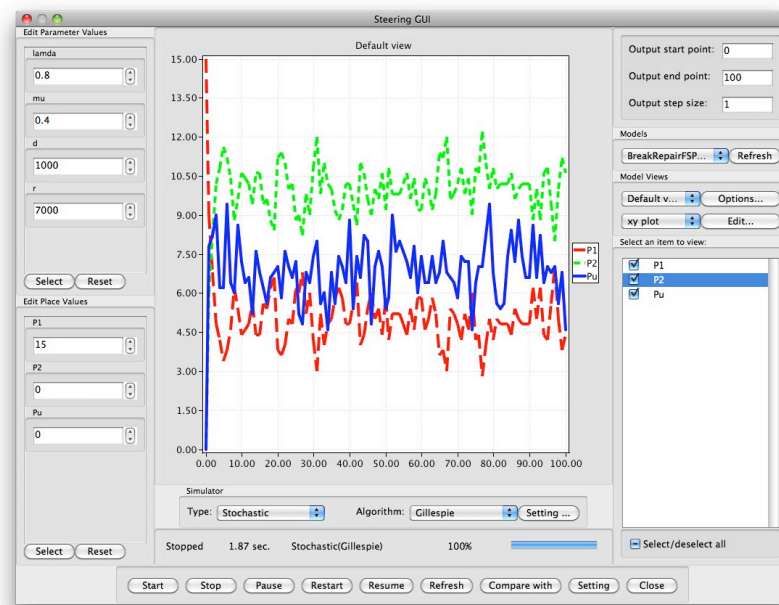 Steering GUI
Edit Parameter Values
lamda
0.8
mu
0.4
d
1000
r
7000
Select Reset
Edit Place Values
P1
15
P2
0
Pu
0
Select Reset
Default view
15.00
13.50
12.00
10.50
9.00
7.50
6.00
4.50
3.00
1.50
0.00
0.00 10.00 20.00 30.00 40.00 50.00 60.00 70.00 80.00 90.00 100.00
P1
P2
Pu
Simulator
Type: Stochastic Algorithm: Gillespie Setting ...
Stopped 1.87 sec. Stochastic(Gillespie) 100%
Output start point: 0
Output end point: 100
Output step size: 1
Models
BreakRepairFSP... Refresh
Model Views
Default v... Options...
xy plot Edit...
Select an item to view:
P1
P2
Pu
Select/deselect all
Start Stop Pause Restart Resume Refresh Compare with Setting Close